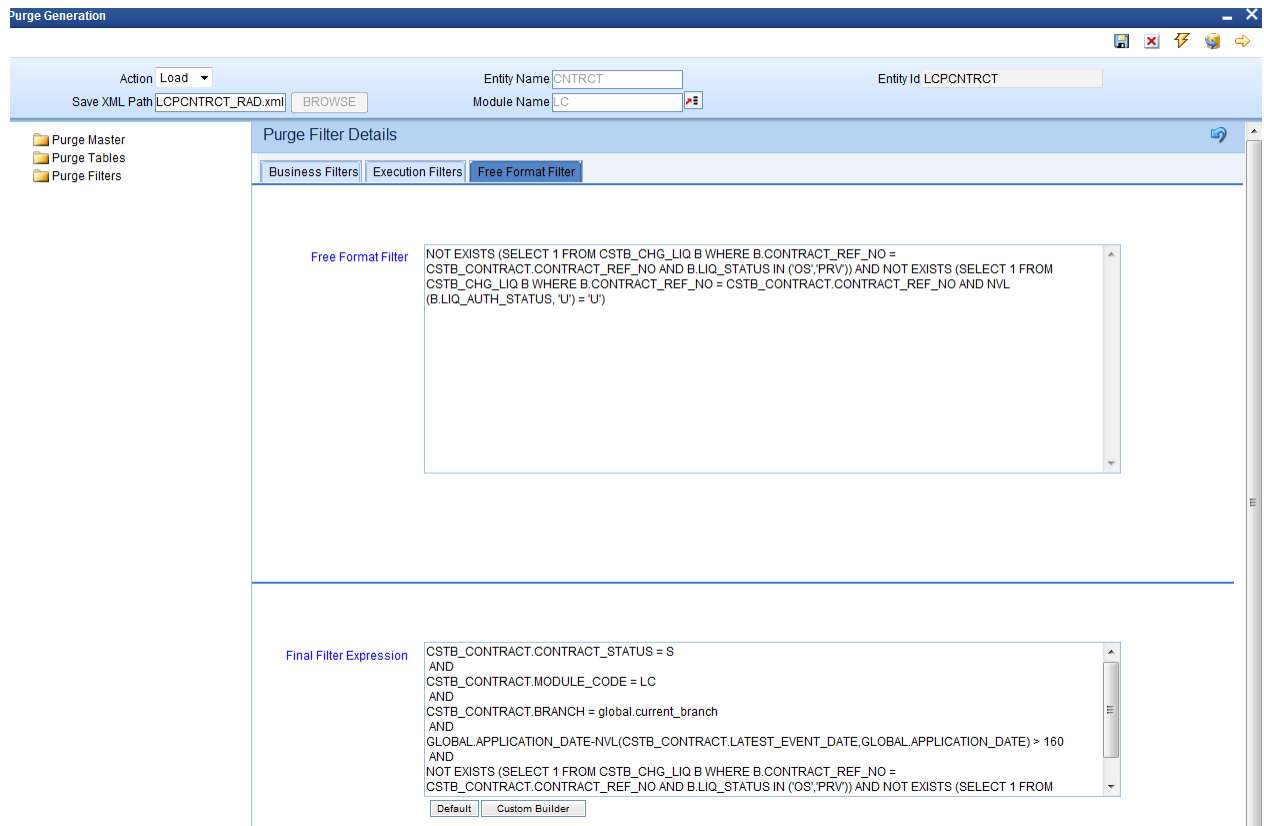 Purge Generation
Action Load
Entity Name CNTRCT
Entity Id LCPCNTRCT
Save XML Path LCPCNTRCT_RAD.xml BROWSE
Module Name LC
Purge Master
Purge Tables
Purge Filters
Purge Filter Details
Business Filters Execution Filters Free Format Filter
Free Format Filter
NOT EXISTS (SELECT 1 FROM CSTB_CHG_LIQ B WHERE B.CONTRACT_REF_NO =
CSTB_CONTRACT.CONTRACT_REF_NO AND B.LIQ_STATUS IN ('OS','PRV')) AND NOT EXISTS (SELECT 1 FROM
CSTB_CHG_LIQ B WHERE B.CONTRACT_REF_NO = CSTB_CONTRACT.CONTRACT_REF_NO AND NVL
(B.LIQ_AUTH_STATUS, 'U') = 'U')
Final Filter Expression
CSTB_CONTRACT.CONTRACT_STATUS = S
AND
CSTB_CONTRACT.MODULE_CODE = LC
AND
CSTB_CONTRACT.BRANCH = global.current_branch
AND
GLOBAL.APPLICATION_DATE-NVL(CSTB_CONTRACT.LATEST_EVENT_DATE,GLOBAL.APPLICATION_DATE) > 160
AND
NOT EXISTS (SELECT 1 FROM CSTB_CHG_LIQ B WHERE B.CONTRACT_REF_NO =
CSTB_CONTRACT.CONTRACT_REF_NO AND B.LIQ_STATUS IN ('OS','PRV')) AND NOT EXISTS (SELECT 1 FROM
Default Custom Builder